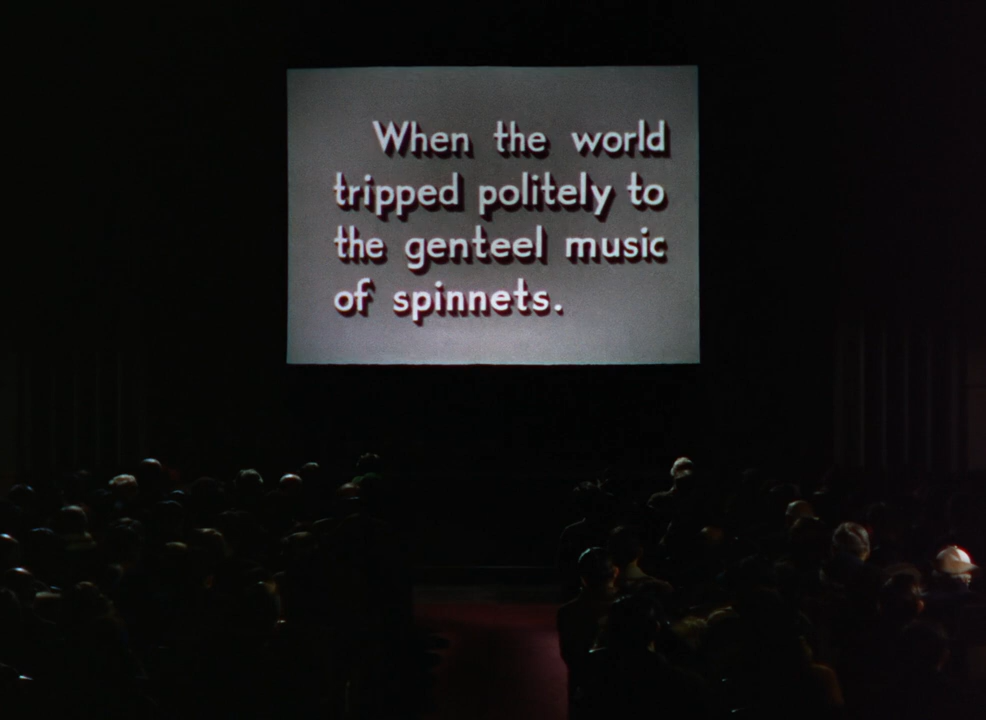 When the world
tripped politely to
the genteel music
of spinnets.